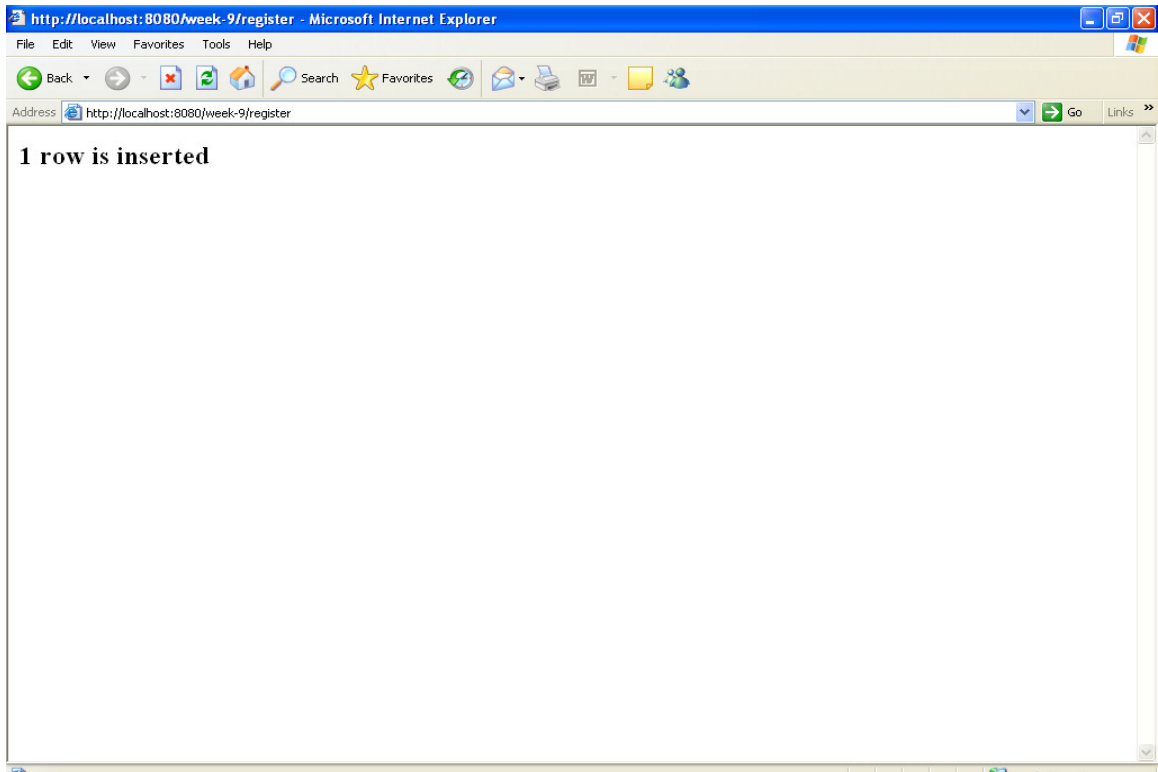 http://localhost:8080/week-9/register - Microsoft Internet Explorer
File Edit View Favorites Tools Help
Back Search Favorites
Address http://localhost:8080/week-9/register Go Links »
1 row is inserted